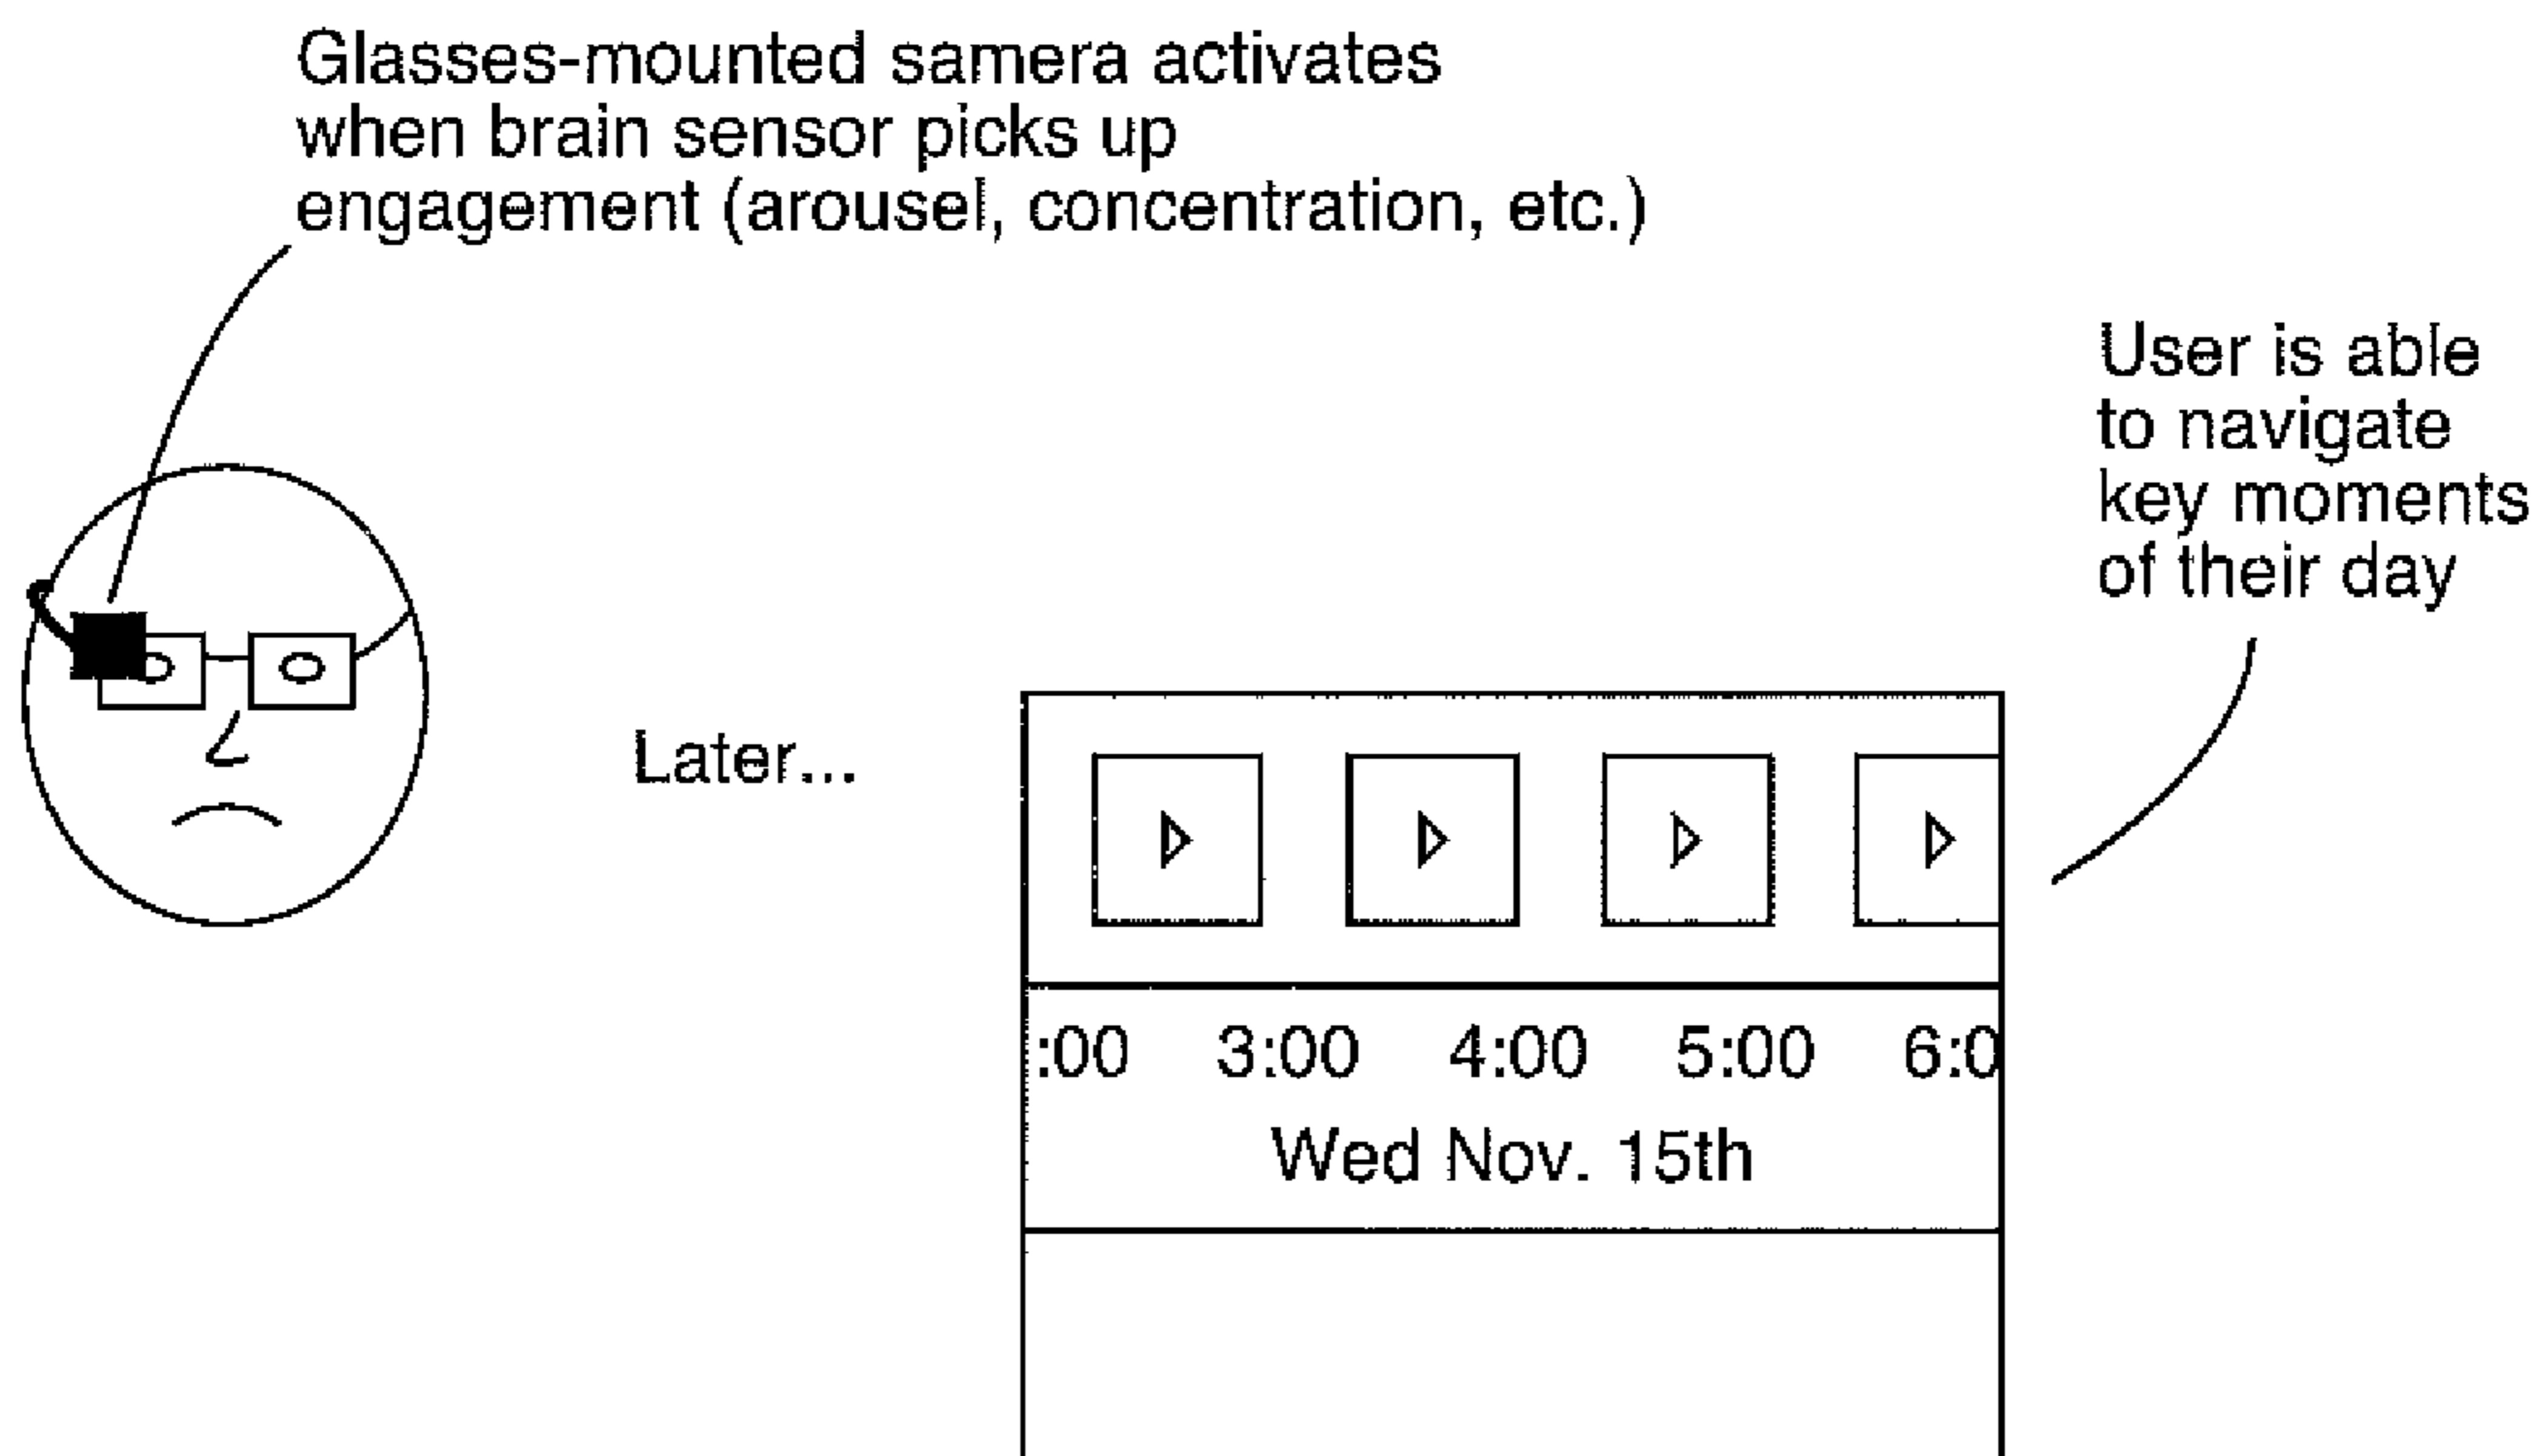 Glasses-mounted samera activates
when brain sensor picks up
engagement (arousel, concentration, etc.)
User is able
to navigate
key moments
of their day
Later...
:00 3:00 4:00 5:00 6:0
Wed Nov. 15th